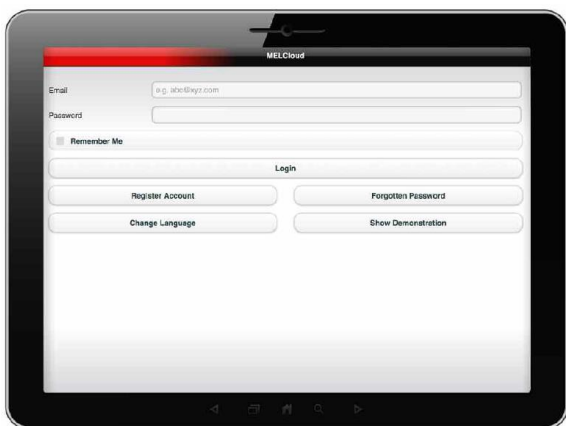 MELCloud
Email e.g. abc@xyz.com
Password
Remember Me
Login
Register Account Forgotten Password
Change Language Show Demonstration